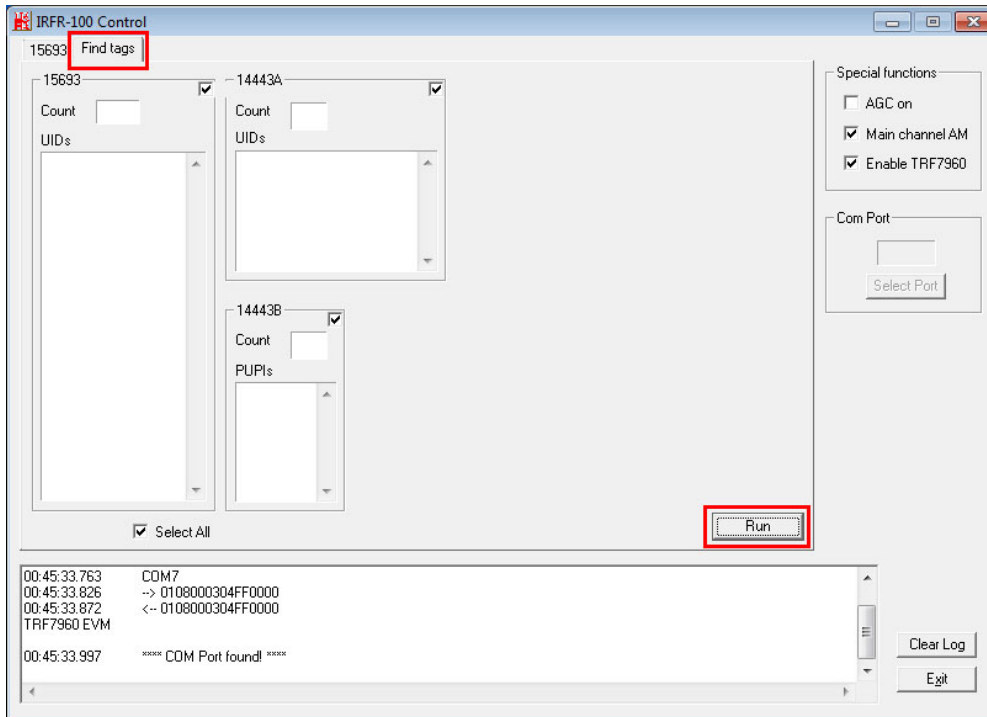 IRFR-100 Control
15693 Find tags
15693
Count
UIDs
14443A
Count
UIDs
14443B
Count
PUPIs
Select All
Run
Special functions
AGC on
Main channel AM
Enable TRF7960
Com Port
Select Port
00:45:33.763 COM7
00:45:33.826 --> 0108000304FF0000
00:45:33.872 <-- 0108000304FF0000
TRF7960 EVM
00:45:33.997 **** COM Port found! ****
Clear Log
Exit